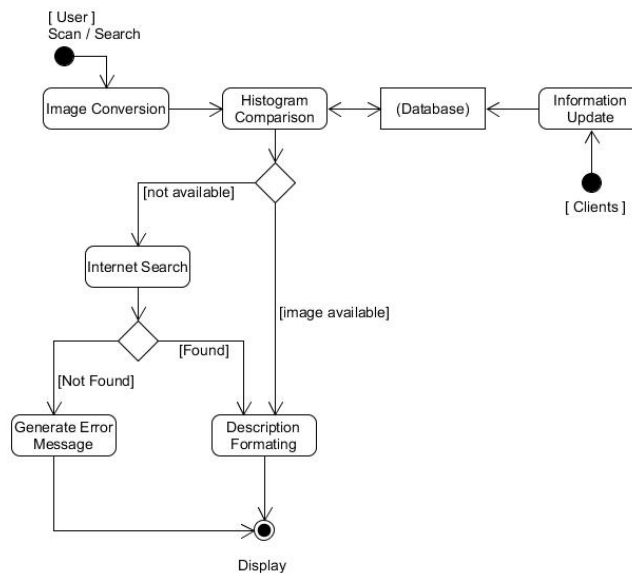 [ User ]
Scan / Search
Image Conversion
Histogram
Comparison
(Database)
Information
Update
[ Clients ]
[not available]
Internet Search
[image available]
[Found]
[Not Found]
Generate Error
Message
Description
Formating
Display